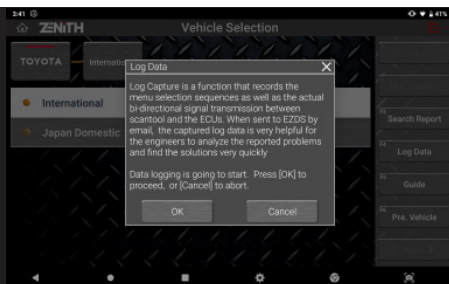 2:41
41%
ZENITH
Vehicle Selection
TOYOTA
Internatio
Log Data
Log Capture is a function that records the
menu selection sequences as well as the actual
bi-directional signal transmission between
scantool and the ECUs. When sent to EZDS by
email, the captured log data is very helpful for
the engineers to analyze the reported problems
and find the solutions very quickly
Data logging is going to start. Press [OK] to
proceed, or [Cancel] to abort.
OK
Cancel
International
Japan Domestic
Search Report
Log Data
Guide
Pre. Vehicle